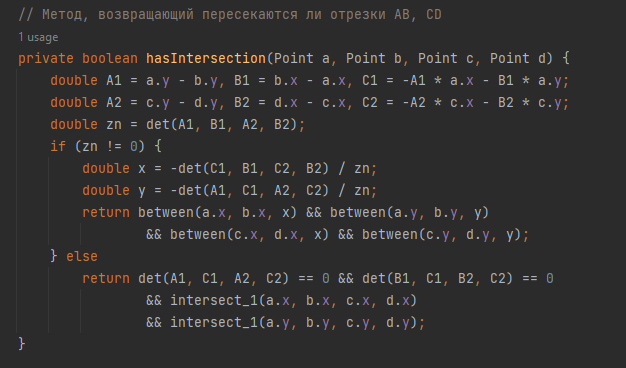 // Метод, возвращающий пересекаются ли отрезки AB, CD
1 usage
private boolean hasIntersection(Point a, Point b, Point c, Point d) {
    double A1 = a.y - b.y, B1 = b.x - a.x, C1 = -A1 * a.x - B1 * a.y;
    double A2 = c.y - d.y, B2 = d.x - c.x, C2 = -A2 * c.x - B2 * c.y;
    double zn = det(A1, B1, A2, B2);
    if (zn != 0) {
        double x = -det(C1, B1, C2, B2) / zn;
        double y = -det(A1, C1, A2, C2) / zn;
        return between(a.x, b.x, x) && between(a.y, b.y, y)
                && between(c.x, d.x, x) && between(c.y, d.y, y);
    } else
        return det(A1, C1, A2, C2) == 0 && det(B1, C1, B2, C2) == 0
                && intersect_1(a.x, b.x, c.x, d.x)
                && intersect_1(a.y, b.y, c.y, d.y);
}